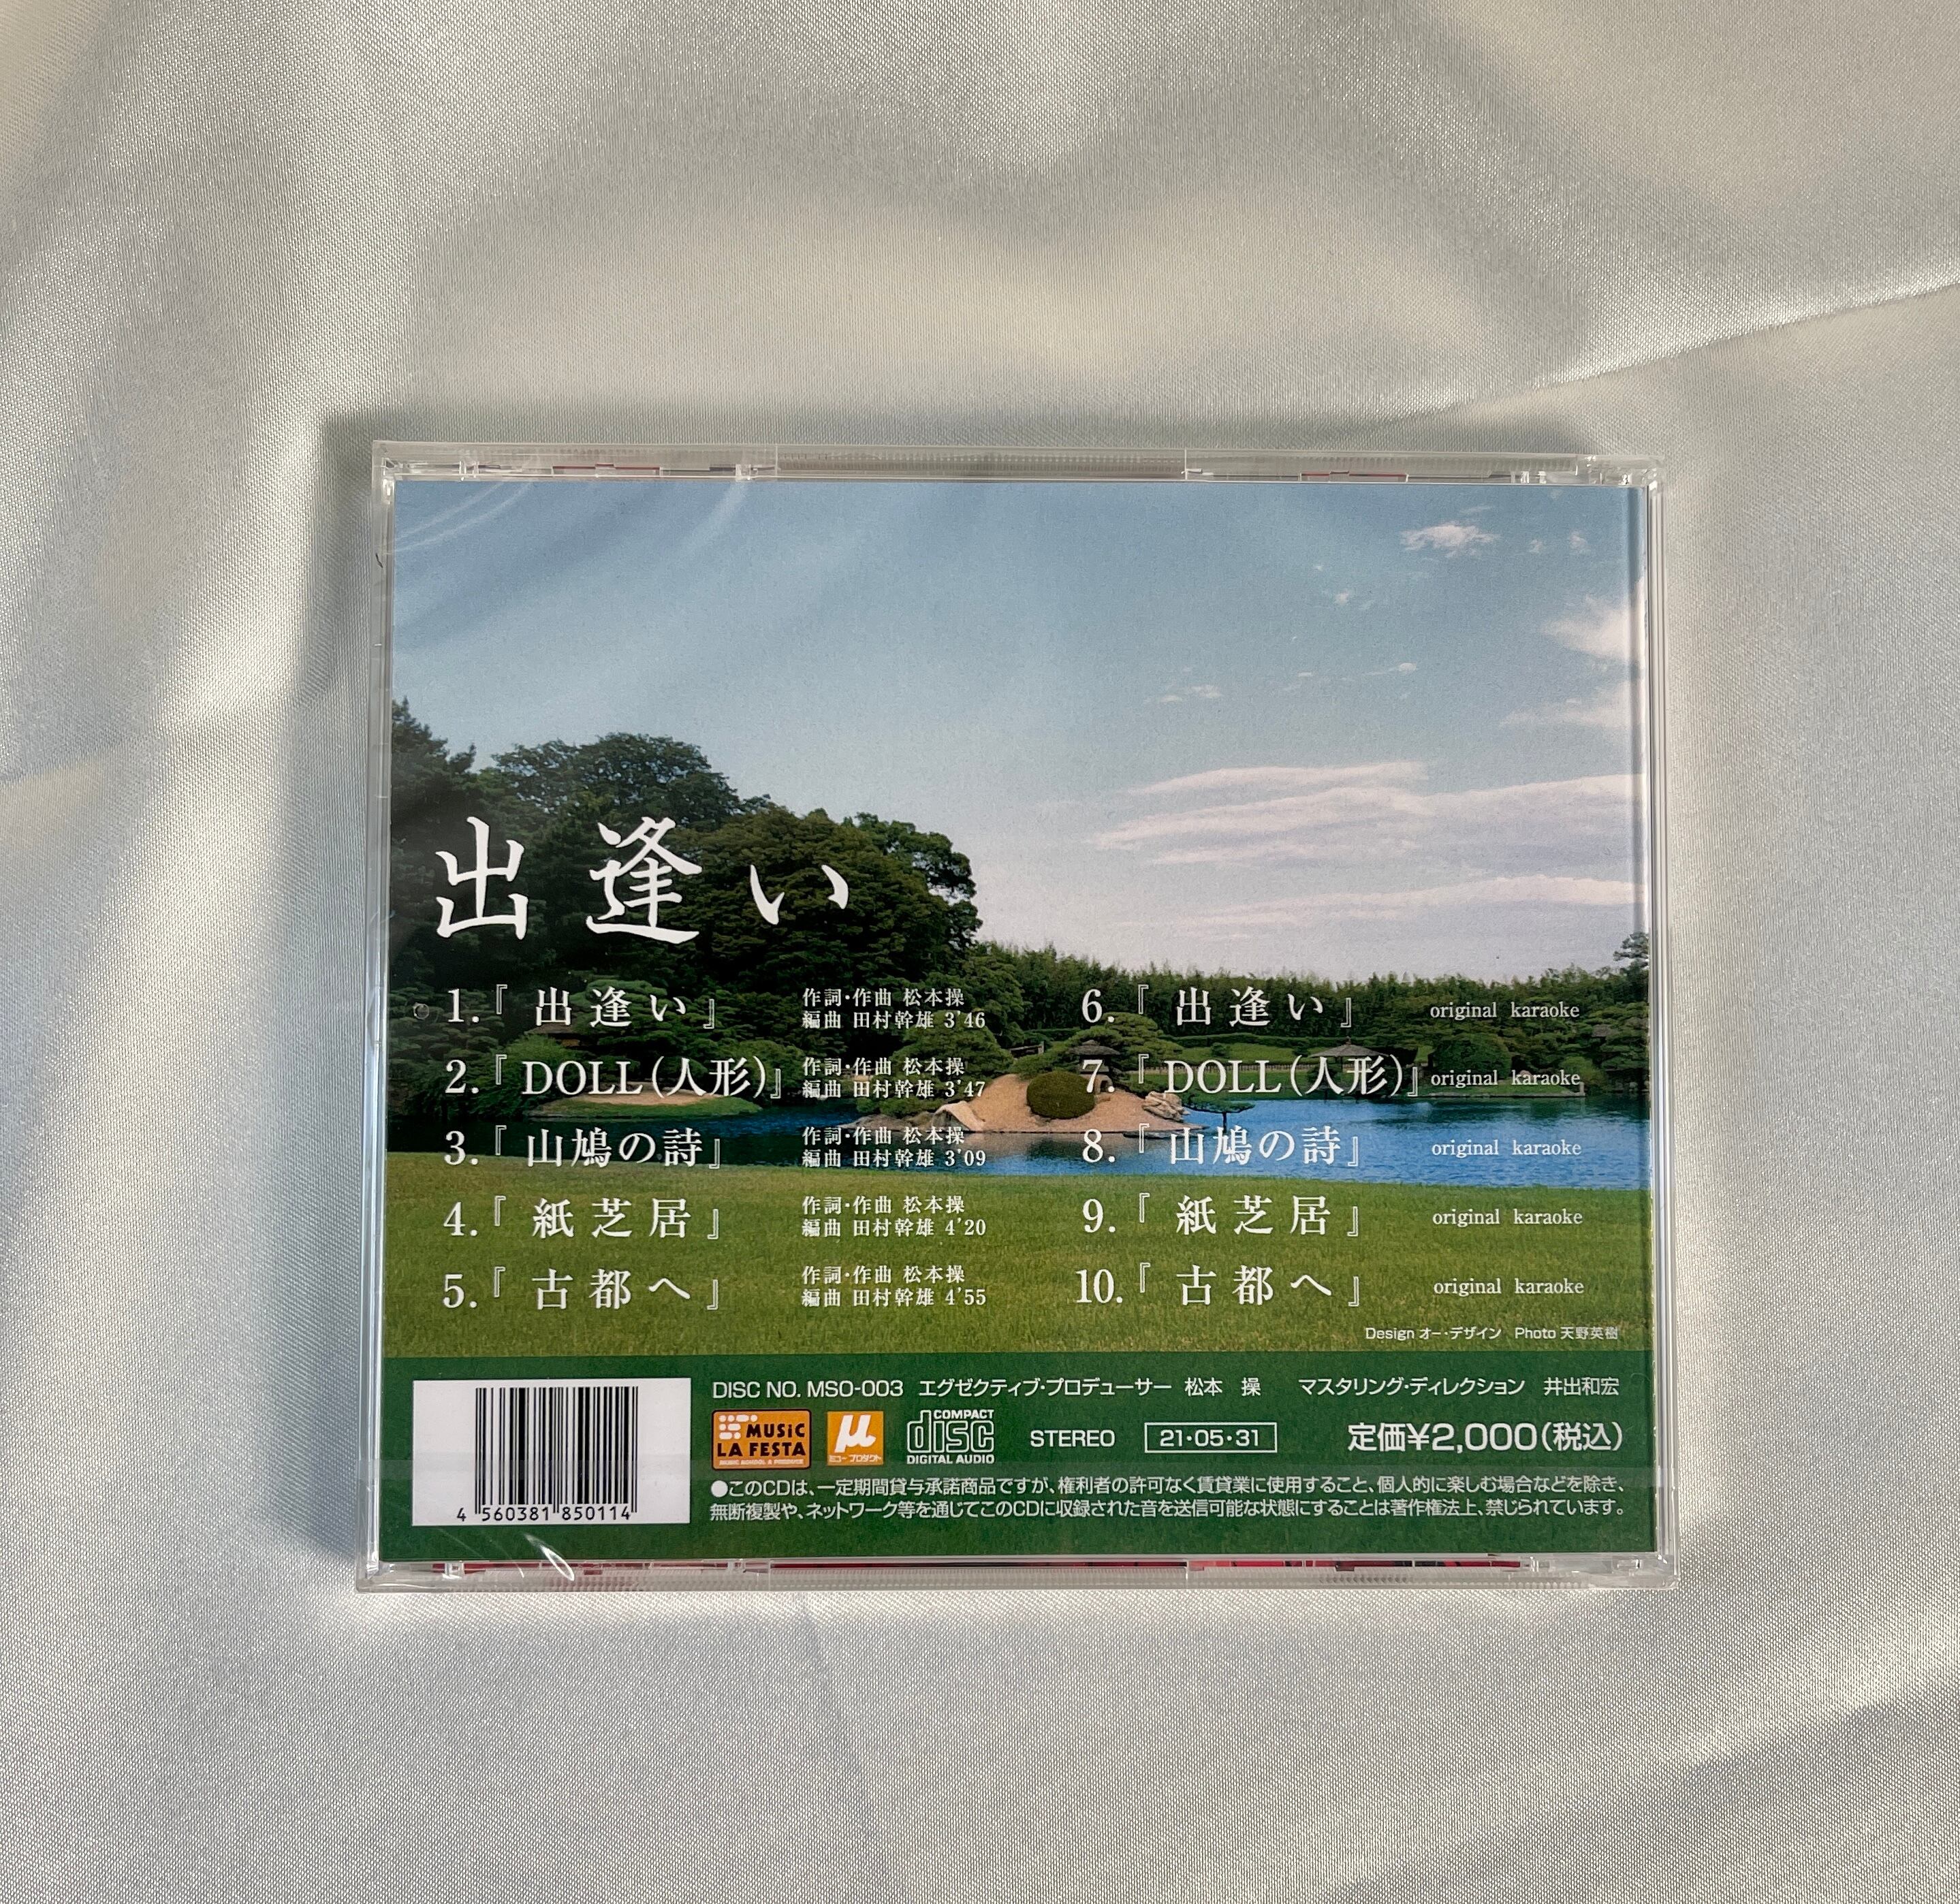 出逢い
1.『出逢い』 作詞・作曲 松本操
編曲 田村幹雄 3'46
2.『DOLL(人形)』 作詞・作曲 松本操
編曲 田村幹雄 3'47
3.『山鳩の詩』 作詞・作曲 松本操
編曲 田村幹雄 3'09
4.『紙芝居』 作詞・作曲 松本操
編曲 田村幹雄 4'20
5.『古都へ』 作詞・作曲 松本操
編曲 田村幹雄 4'55
6.『出逢い』 original karaoke
7.『DOLL(人形)』 original karaoke
8.『山鳩の詩』 original karaoke
9.『紙芝居』 original karaoke
10.『古都へ』 original karaoke
Design オー・デザイン Photo 天野英樹
DISC NO. MSO-003 エグゼクティブ・プロデューサー 松本 操 マスタリング・ディレクション 井出和宏
MUSIC
LA FESTA
MUSIC SCHOOL & PRODUCE
μ
ミュー プロダクト
COMPACT
disc
DIGITAL AUDIO
STEREO
21・05・31
定価¥2,000(税込)
●このCDは、一定期間貸与承諾商品ですが、権利者の許可なく賃貸業に使用すること、個人的に楽しむ場合などを除き、
無断複製や、ネットワーク等を通じてこのCDに収録された音を送信可能な状態にすることは著作権法上、禁じられています。
4 560381 850114